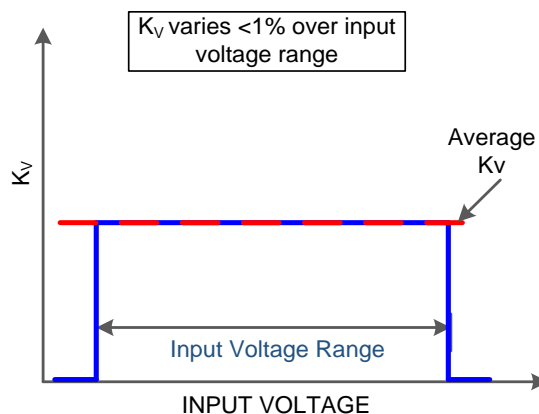 K_V varies <1% over input
voltage range
Average
Kv
K_V
Input Voltage Range
INPUT VOLTAGE